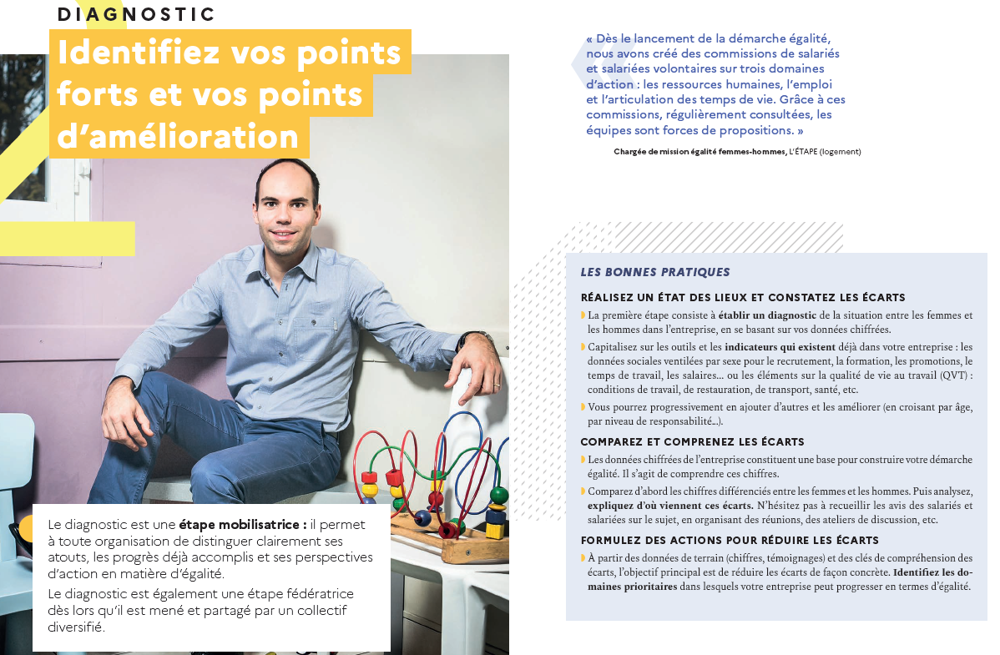 DIAGNOSTIC
Identifiez vos points
forts et vos points
d’amélioration
Le diagnostic est une étape mobilisatrice : il permet
à toute organisation de distinguer clairement ses
atouts, les progrès déjà accomplis et ses perspectives
d’action en matière d’égalité.
Le diagnostic est également une étape fédératrice
dès lors qu’il est mené et partagé par un collectif
diversifié.
« Dès le lancement de la démarche égalité,
nous avons créé des commissions de salariés
et salariées volontaires sur trois domaines
d’action : les ressources humaines, l’emploi
et l’articulation des temps de vie. Grâce à ces
commissions, régulièrement consultées, les
équipes sont forces de propositions. »
Chargée de mission égalité femmes-hommes, L’ÉTAPE (logement)
LES BONNES PRATIQUES
RÉALISEZ UN ÉTAT DES LIEUX ET CONSTATEZ LES ÉCARTS
La première étape consiste à établir un diagnostic de la situation entre les femmes et
les hommes dans l’entreprise, en se basant sur vos données chiffrées.
Capitalisez sur les outils et les indicateurs qui existent déjà dans votre entreprise : les
données sociales ventilées par sexe pour le recrutement, la formation, les promotions, le
temps de travail, les salaires... ou les éléments sur la qualité de vie au travail (QVT) :
conditions de travail, de restauration, de transport, santé, etc.
Vous pourrez progressivement en ajouter d’autres et les améliorer (en croisant par âge,
par niveau de responsabilité...).
COMPAREZ ET COMPRENEZ LES ÉCARTS
Les données chiffrées de l’entreprise constituent une base pour construire votre démarche
égalité. Il s’agit de comprendre ces chiffres.
Comparez d’abord les chiffres différenciés entre les femmes et les hommes. Puis analysez,
expliquez d’où viennent ces écarts. N’hésitez pas à recueillir les avis des salariés et
salariées sur le sujet, en organisant des réunions, des ateliers de discussion, etc.
FORMULEZ DES ACTIONS POUR RÉDUIRE LES ÉCARTS
À partir des données de terrain (chiffres, témoignages) et des clés de compréhension des
écarts, l’objectif principal est de réduire les écarts de façon concrète. Identifiez les do-
maines prioritaires dans lesquels votre entreprise peut progresser en termes d’égalité.